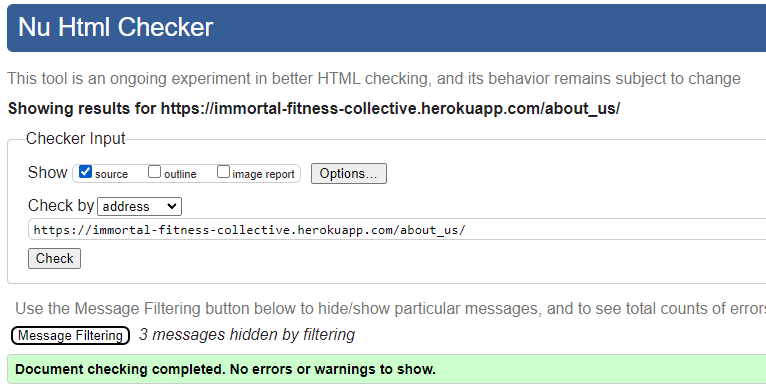 Nu Html Checker
This tool is an ongoing experiment in better HTML checking, and its behavior remains subject to change
Showing results for https://immortal-fitness-collective.herokuapp.com/about_us/
Checker Input
Show source outline image report Options...
Check by address
https://immortal-fitness-collective.herokuapp.com/about_us/
Check
Use the Message Filtering button below to hide/show particular messages, and to see total counts of errors
Message Filtering 3 messages hidden by filtering
Document checking completed. No errors or warnings to show.